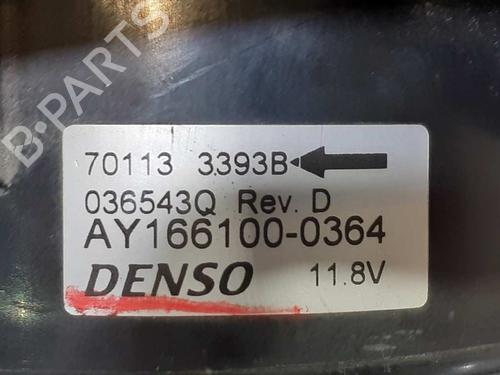 B-PARTS
70113 3393B
036543Q Rev. D
AY166100-0364
DENSO 11.8V